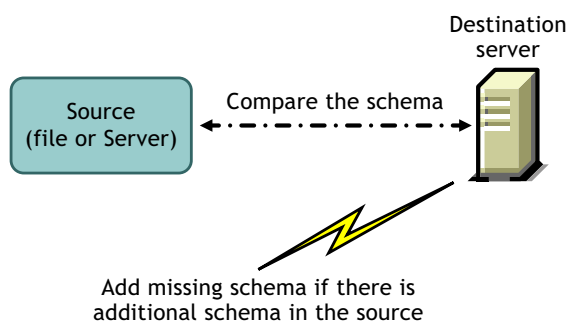 Destination
server
Source
(file or Server)
Compare the schema
Add missing schema if there is
additional schema in the source